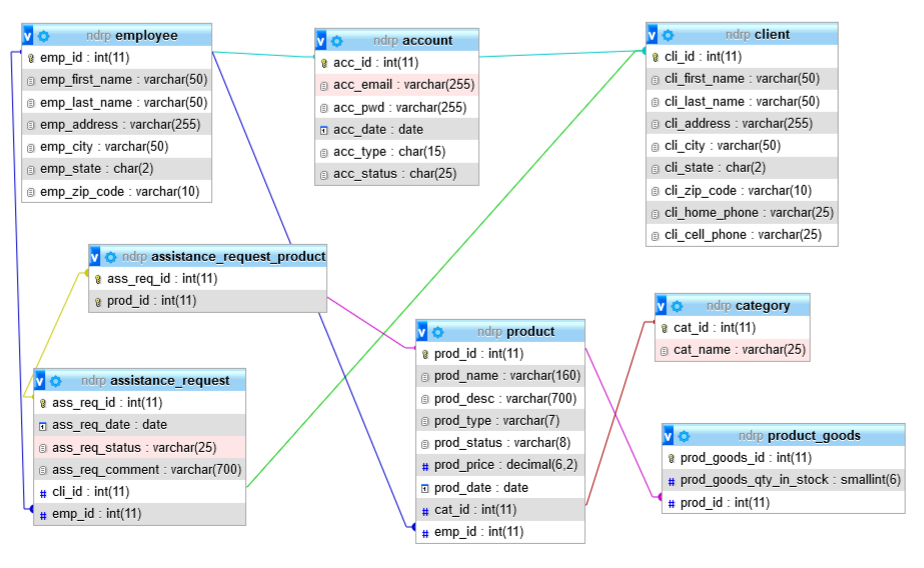 v ndrp employee
emp_id : int(11)
emp_first_name : varchar(50)
emp_last_name : varchar(50)
emp_address : varchar(255)
emp_city : varchar(50)
emp_state : char(2)
emp_zip_code : varchar(10)
v ndrp account
acc_id : int(11)
acc_email : varchar(255)
acc_pwd : varchar(255)
acc_date : date
acc_type : char(15)
acc_status : char(25)
v ndrp client
cli_id : int(11)
cli_first_name : varchar(50)
cli_last_name : varchar(50)
cli_address : varchar(255)
cli_city : varchar(50)
cli_state : char(2)
cli_zip_code : varchar(10)
cli_home_phone : varchar(25)
cli_cell_phone : varchar(25)
v ndrp assistance_request_product
ass_req_id : int(11)
prod_id : int(11)
v ndrp assistance_request
ass_req_id : int(11)
ass_req_date : date
ass_req_status : varchar(25)
ass_req_comment : varchar(700)
# cli_id : int(11)
# emp_id : int(11)
v ndrp product
prod_id : int(11)
prod_name : varchar(160)
prod_desc : varchar(700)
prod_type : varchar(7)
prod_status : varchar(8)
# prod_price : decimal(6,2)
prod_date : date
# cat_id : int(11)
# emp_id : int(11)
v ndrp category
cat_id : int(11)
cat_name : varchar(25)
v ndrp product_goods
prod_goods_id : int(11)
# prod_goods_qty_in_stock : smallint(6)
# prod_id : int(11)